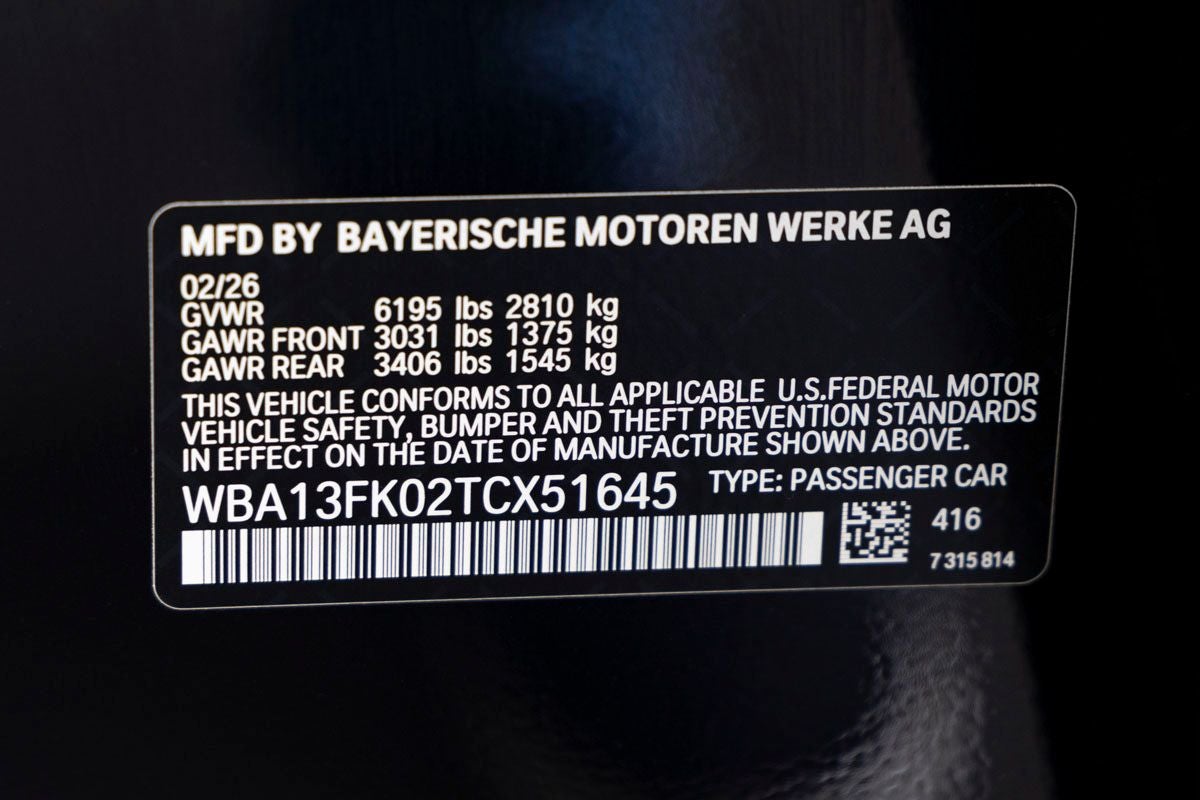 MFD BY BAYERISCHE MOTOREN WERKE AG
02/26
GVWR 6195 lbs 2810 kg
GAWR FRONT 3031 lbs 1375 kg
GAWR REAR 3406 lbs 1545 kg
THIS VEHICLE CONFORMS TO ALL APPLICABLE U.S.FEDERAL MOTOR
VEHICLE SAFETY, BUMPER AND THEFT PREVENTION STANDARDS
IN EFFECT ON THE DATE OF MANUFACTURE SHOWN ABOVE.
WBA13FK02TCX51645 TYPE: PASSENGER CAR
416
7 315 814